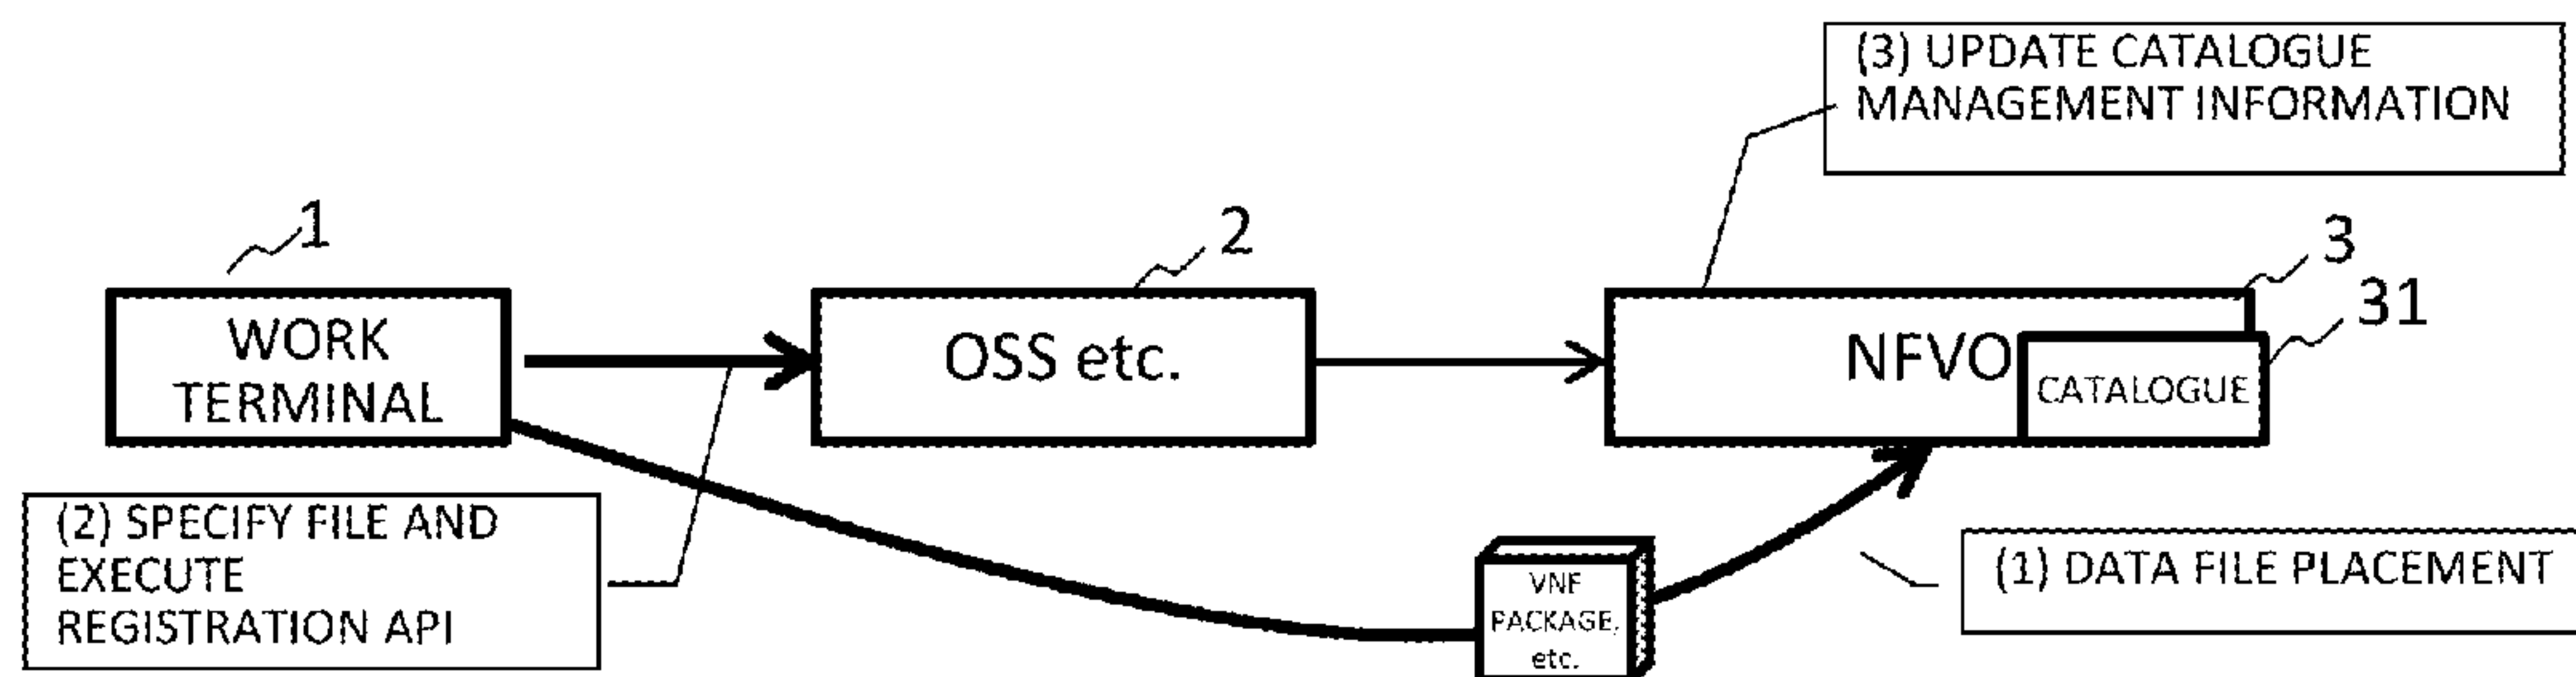 (3) UPDATE CATALOGUE
MANAGEMENT INFORMATION
1
2
3
31
WORK
TERMINAL
OSS etc.
NFVO
CATALOGUE
(2) SPECIFY FILE AND
EXECUTE
REGISTRATION API
VNF
PACKAGE,
etc.
(1) DATA FILE PLACEMENT